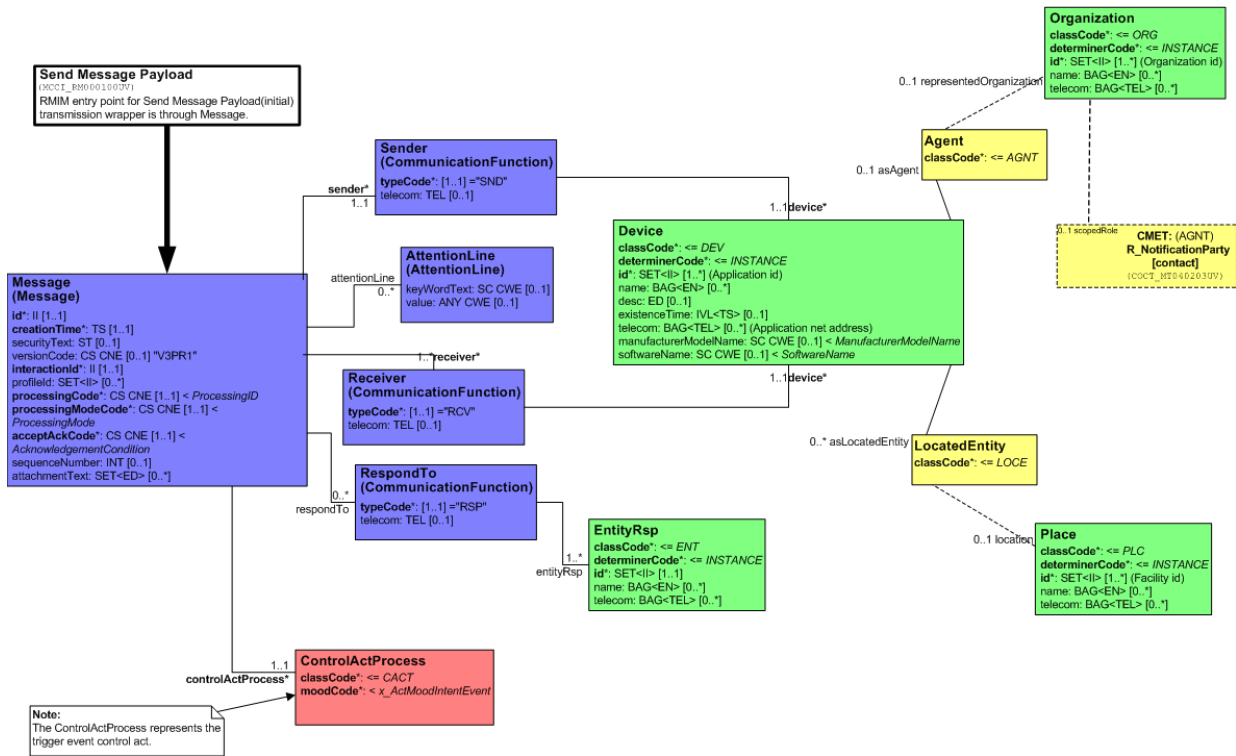 Send Message Payload
(MCCI_RM000100UV)
RMIM entry point for Send Message Payload(initial)
transmission wrapper is through Message.
Organization
classCode*: <= ORG
determinerCode*: <= INSTANCE
id*: SET<II> [1..*] (Organization id)
name: BAG<EN> [0..*]
telecom: BAG<TEL> [0..*]
0..1 representedOrganization
Agent
classCode*: <= AGNT
0..1 asAgent
0..1 scopedRole
CMET: (AGNT)
R_NotificationParty
[contact]
(COCT_MT040203UV)
Sender
(CommunicationFunction)
typeCode*: [1..1] ="SND"
telecom: TEL [0..1]
sender*
1..1
1..1 device*
Device
classCode*: <= DEV
determinerCode*: <= INSTANCE
id*: SET<II> [1..*] (Application id)
name: BAG<EN> [0..*]
desc: ED [0..1]
existenceTime: IVL<TS> [0..1]
telecom: BAG<TEL> [0..*] (Application net address)
manufacturerModelName: SC CWE [0..1] < ManufacturerModelName
softwareName: SC CWE [0..1] < SoftwareName
1..1 device*
AttentionLine
(AttentionLine)
keyWordText: SC CWE [0..1]
value: ANY CWE [0..1]
attentionLine
0..*
Message
(Message)
id*: II [1..1]
creationTime*: TS [1..1]
securityText: ST [0..1]
versionCode: CS CNE [0..1] "V3PR1"
interactionId*: II [1..1]
profileId: SET<II> [0..*]
processingCode*: CS CNE [1..1] < ProcessingID
processingModeCode*: CS CNE [1..1] <
ProcessingMode
acceptAckCode*: CS CNE [1..1] <
AcknowledgementCondition
sequenceNumber: INT [0..1]
attachmentText: SET<ED> [0..*]
1..* receiver*
Receiver
(CommunicationFunction)
typeCode*: [1..1] ="RCV"
telecom: TEL [0..1]
0..* asLocatedEntity
LocatedEntity
classCode*: <= LOCE
RespondTo
(CommunicationFunction)
typeCode*: [1..1] ="RSP"
telecom: TEL [0..1]
0..*
respondTo
1..*
entityRsp
EntityRsp
classCode*: <= ENT
determinerCode*: <= INSTANCE
id*: SET<II> [1..1]
name: BAG<EN> [0..*]
telecom: BAG<TEL> [0..*]
0..1 location
Place
classCode*: <= PLC
determinerCode*: <= INSTANCE
id*: SET<II> [1..*] (Facility id)
name: BAG<EN> [0..*]
telecom: BAG<TEL> [0..*]
1..1
controlActProcess*
ControlActProcess
classCode*: <= CACT
moodCode*: < x_ActMoodIntentEvent
Note:
The ControlActProcess represents the
trigger event control act.